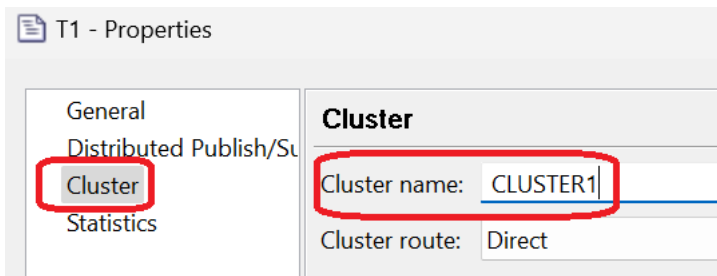 T1 - Properties
General
Distributed Publish/Su
Cluster
Statistics
Cluster
Cluster name: CLUSTER1
Cluster route: Direct